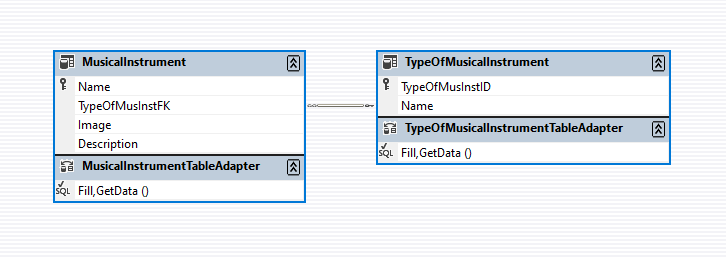 MusicalInstrument
Name
TypeOfMusInstFK
Image
Description
MusicalInstrumentTableAdapter
SQL Fill,GetData ()
TypeOfMusicalInstrument
TypeOfMusInstID
Name
TypeOfMusicalInstrumentTableAdapter
SQL Fill,GetData ()